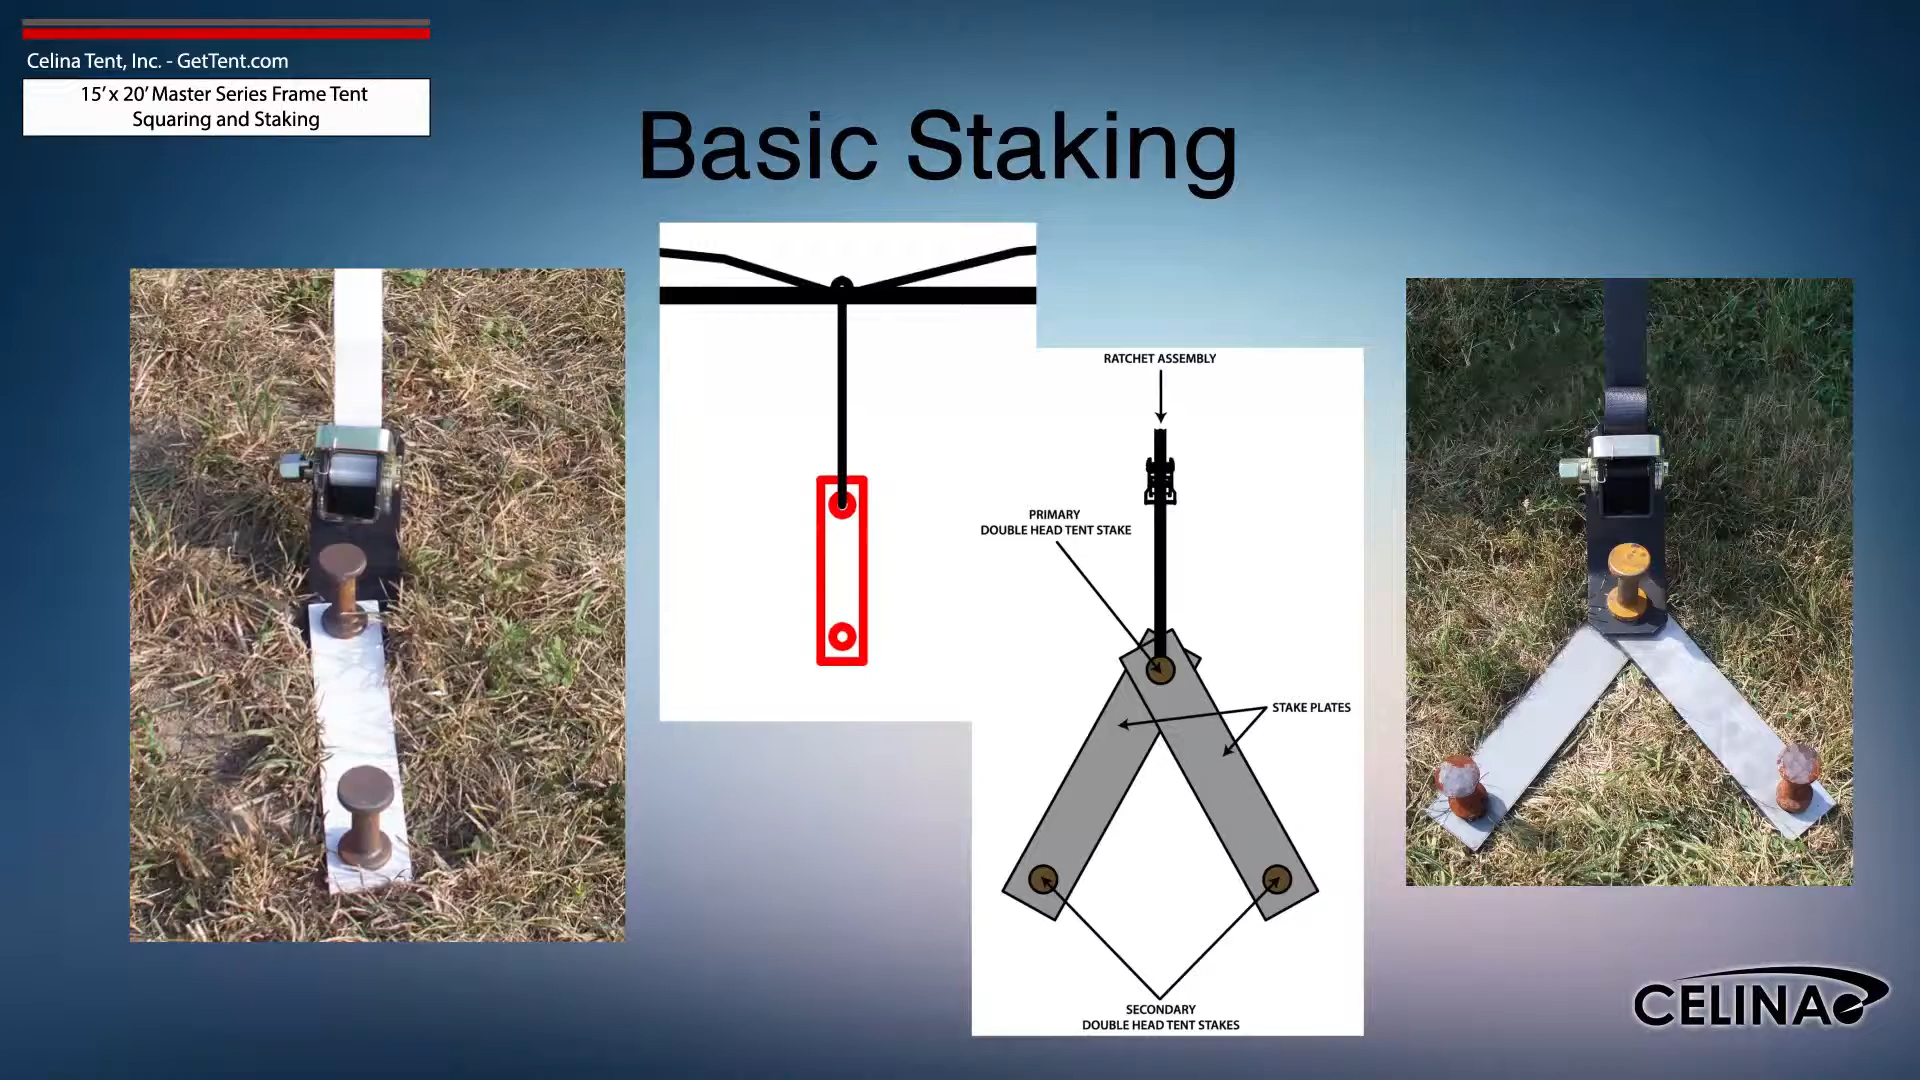 Celina Tent, Inc. - GetTent.com
15’ x 20’ Master Series Frame Tent
Squaring and Staking
Basic Staking
RATCHET ASSEMBLY
PRIMARY
DOUBLE HEAD TENT STAKE
STAKE PLATES
SECONDARY
DOUBLE HEAD TENT STAKES
CELINA